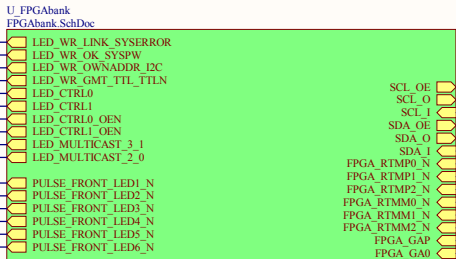 U_FPGAbank
FPGAbank.SchDoc
LED_WR_LINK_SYSERROR
LED_WR_OK_SYSPW
LED_WR_OWNADDR_I2C
LED_WR_GMT_TTL_TTLN
LED_CTRL0
LED_CTRL1
LED_CTRL0_OEN
LED_CTRL1_OEN
LED_MULTICAST_3_1
LED_MULTICAST_2_0
PULSE_FRONT_LED1_N
PULSE_FRONT_LED2_N
PULSE_FRONT_LED3_N
PULSE_FRONT_LED4_N
PULSE_FRONT_LED5_N
PULSE_FRONT_LED6_N
SCL_OE
SCL_O
SCL_I
SDA_OE
SDA_O
SDA_I
FPGA_RTMP0_N
FPGA_RTMP1_N
FPGA_RTMP2_N
FPGA_RTMM0_N
FPGA_RTMM1_N
FPGA_RTMM2_N
FPGA_GAP
FPGA_GA0